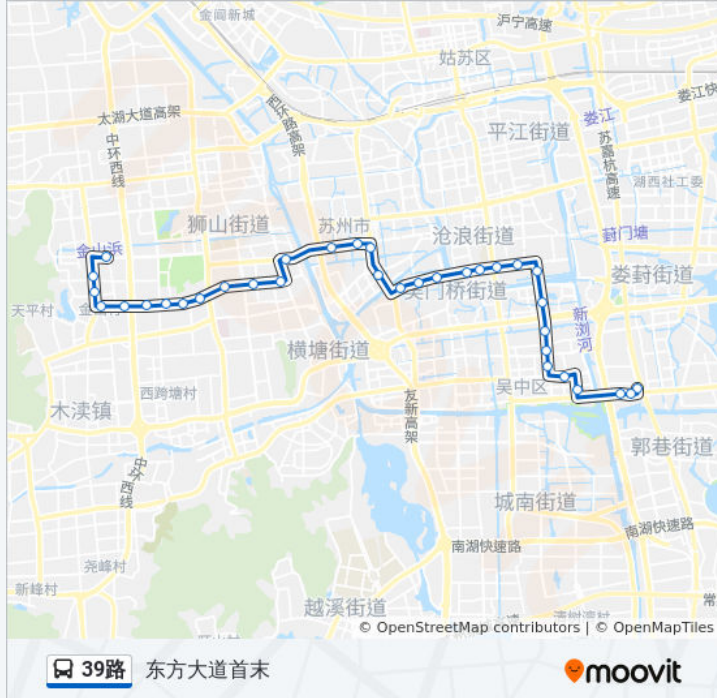 金阊新城
沪宁高速
姑苏区
娄江快
太湖大道高架
西环路高架
娄江
平江街道
苏嘉杭高速
中环西线
湖西社工委
狮山街道
苏州市
沧浪街道
葑门塘
金山浜
娄葑街道
天平村
吴门桥街道
新浏河
横塘街道
西跨塘村
吴中区
木渎镇
友新高架
郭巷街道
中环西线
城南街道
南湖快速路
南湖快速路
尧峰村
新峰村
越溪街道
常
© OpenStreetMap contributors | © OpenMapTiles
39路 东方大道首末
moovit